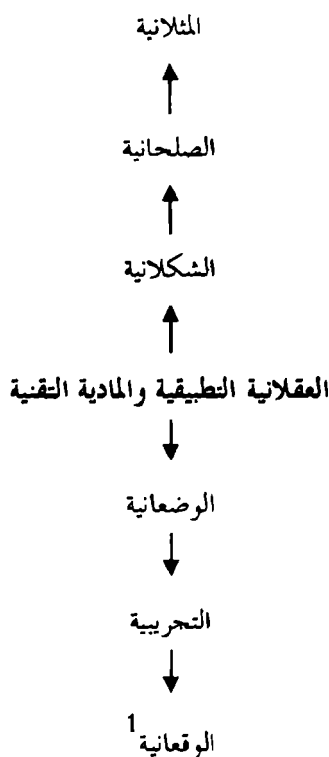 المثلانية
الصلحانية
الشكلانية
العقلانية التطبيقية والمادية التقنية
الوضعانية
التجريبية
الوقعانية1